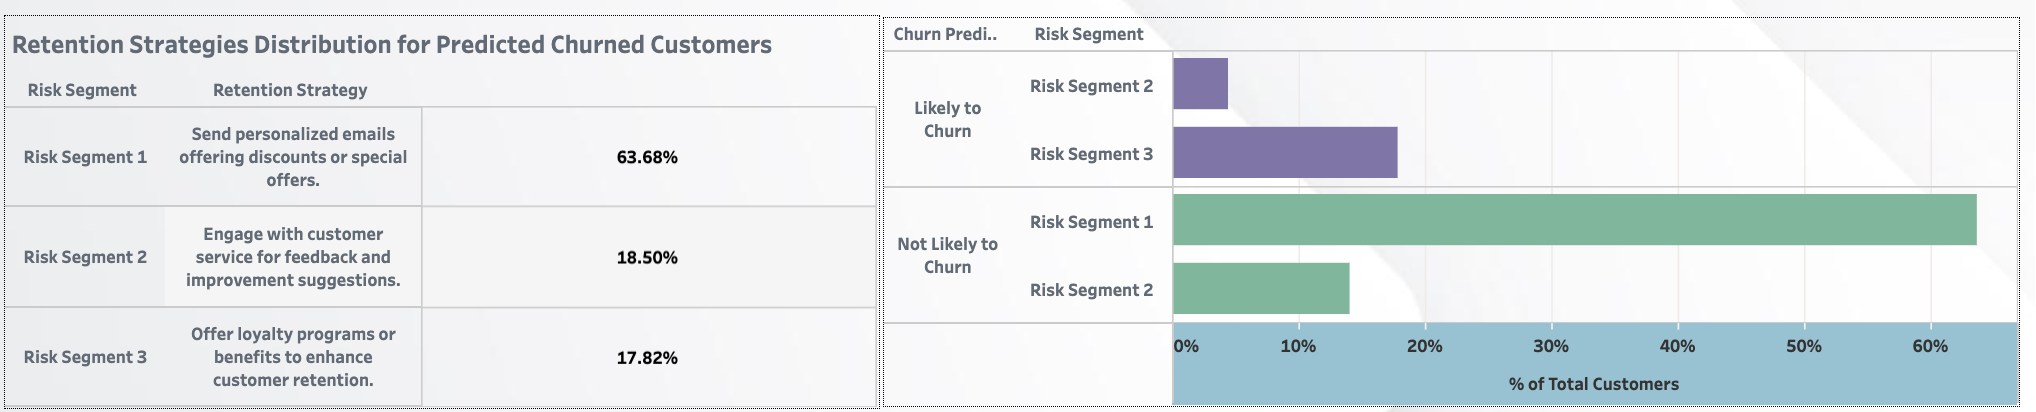 Retention Strategies Distribution for Predicted Churned Customers
Risk Segment
Retention Strategy
Risk Segment 1
Send personalized emails
offering discounts or special
offers.
63.68%
Risk Segment 2
Engage with customer
service for feedback and
improvement suggestions.
18.50%
Risk Segment 3
Offer loyalty programs or
benefits to enhance
customer retention.
17.82%
Churn Predi..
Risk Segment
Likely to
Churn
Risk Segment 2
Risk Segment 3
Not Likely to
Churn
Risk Segment 1
Risk Segment 2
0% 10% 20% 30% 40% 50% 60%
% of Total Customers